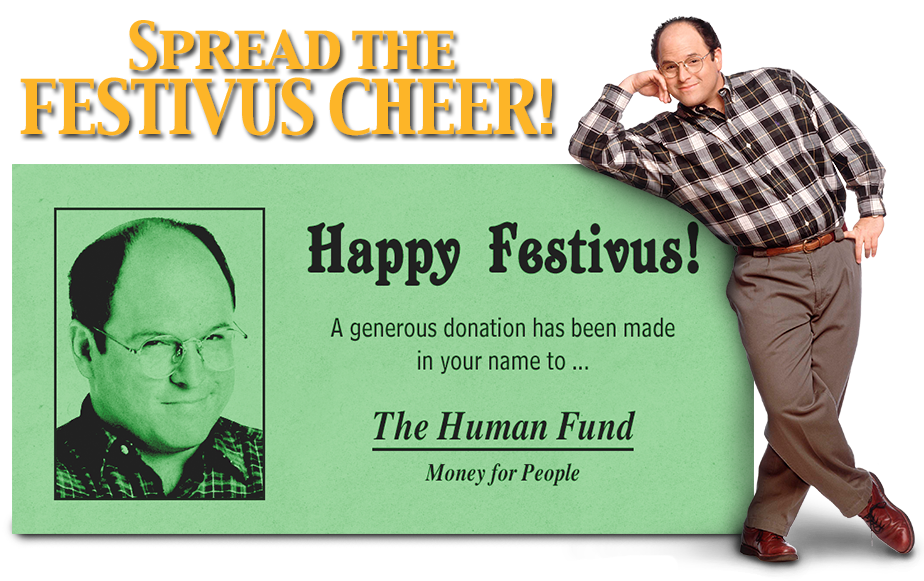 SPREAD THE
FESTIVUS CHEER!
Happy Festivus!
A generous donation has been made
in your name to ...
The Human Fund
Money for People